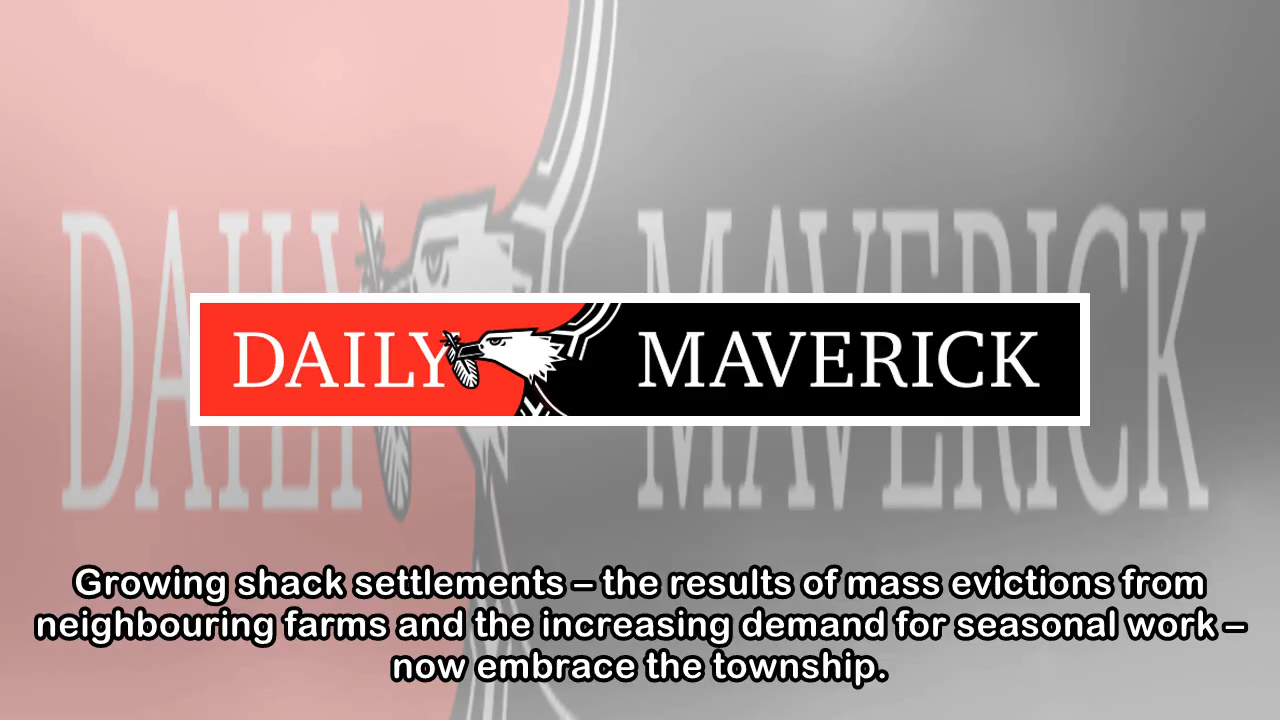 DAILY MAVERICK
DAILY MAVERICK
Growing shack settlements – the results of mass evictions from
neighbouring farms and the increasing demand for seasonal work –
now embrace the township.